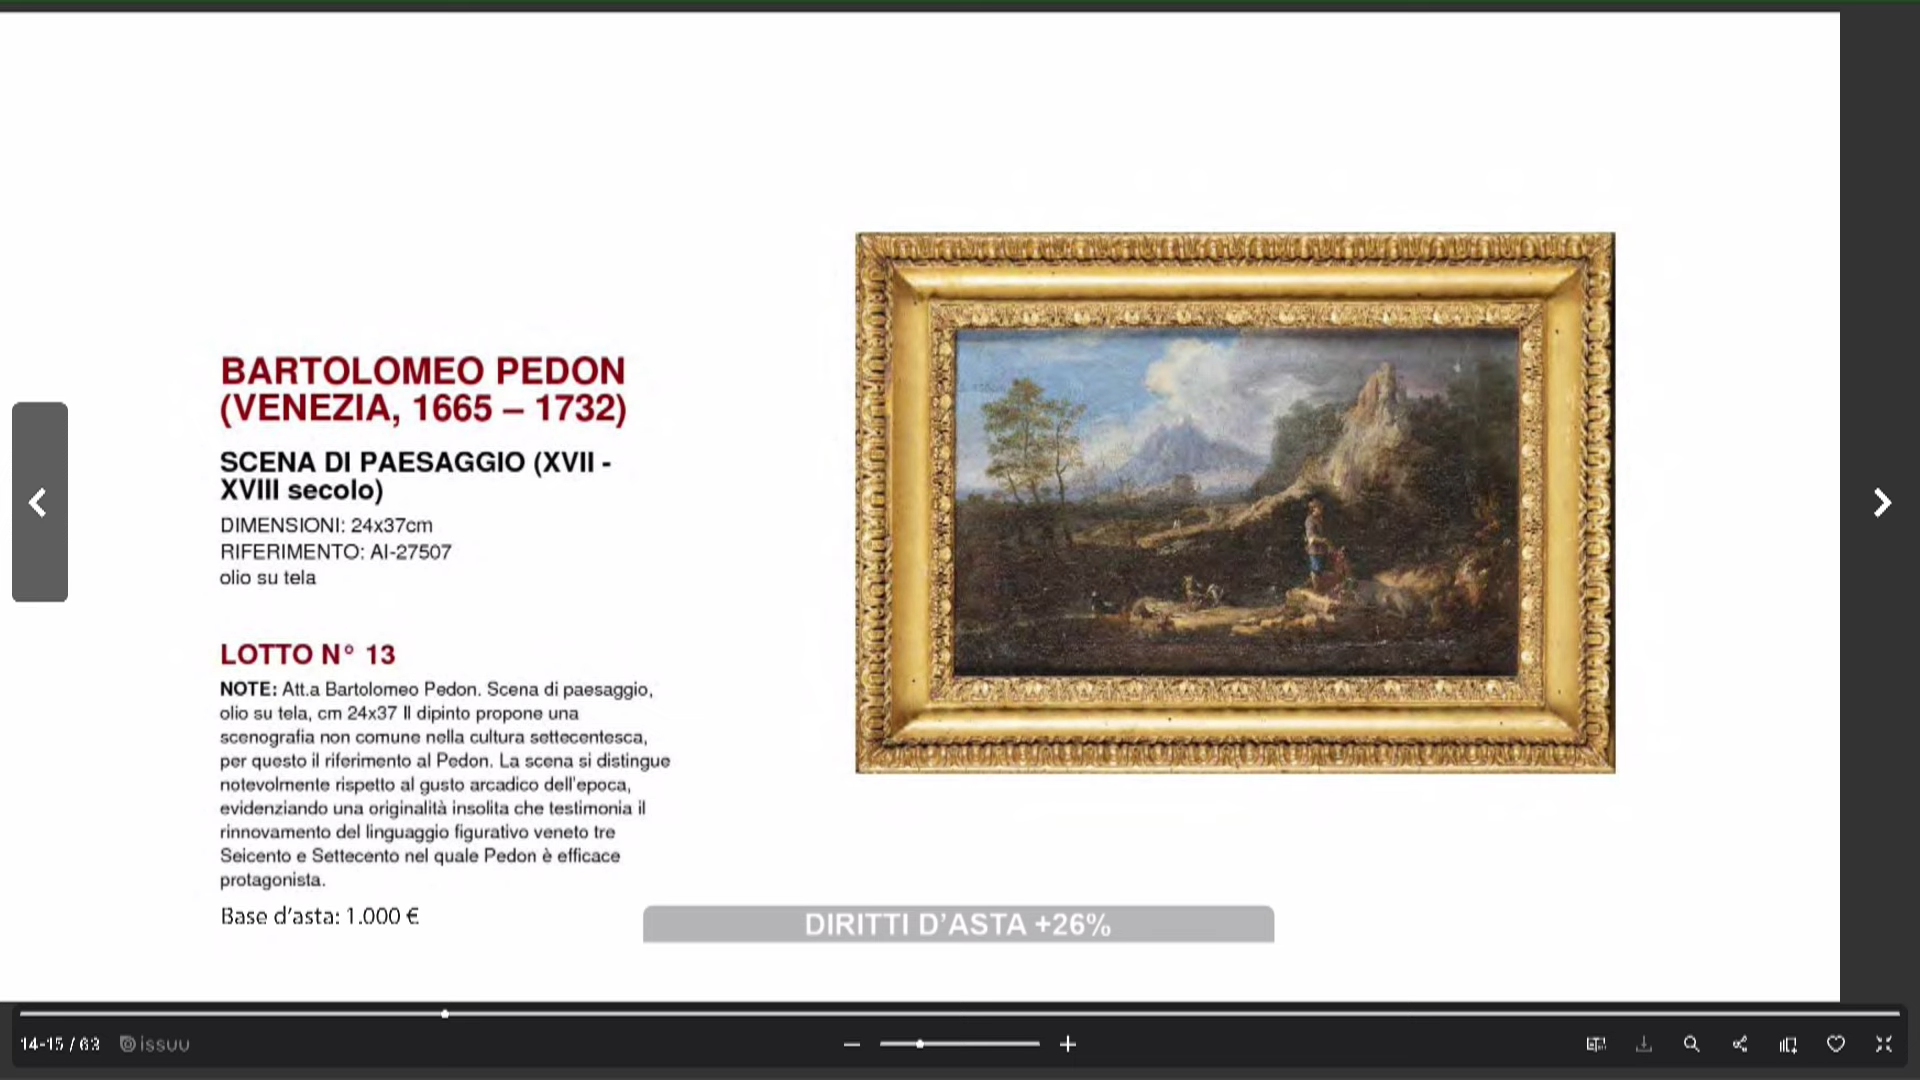 BARTOLOMEO PEDON
(VENEZIA, 1665 – 1732)
SCENA DI PAESAGGIO (XVII -
XVIII secolo)
DIMENSIONI: 24x37cm
RIFERIMENTO: AI-27507
olio su tela
LOTTO N° 13
NOTE: Att.a Bartolomeo Pedon. Scena di paesaggio,
olio su tela, cm 24x37 Il dipinto propone una
scenografia non comune nella cultura settecentesca,
per questo il riferimento al Pedon. La scena si distingue
notevolmente rispetto al gusto arcadico dell'epoca,
evidenziando una originalità insolita che testimonia il
rinnovamento del linguaggio figurativo veneto tre
Seicento e Settecento nel quale Pedon è efficace
protagonista.
Base d'asta: 1.000 €
DIRITTI D'ASTA +26%
14-15 / 63
issuu